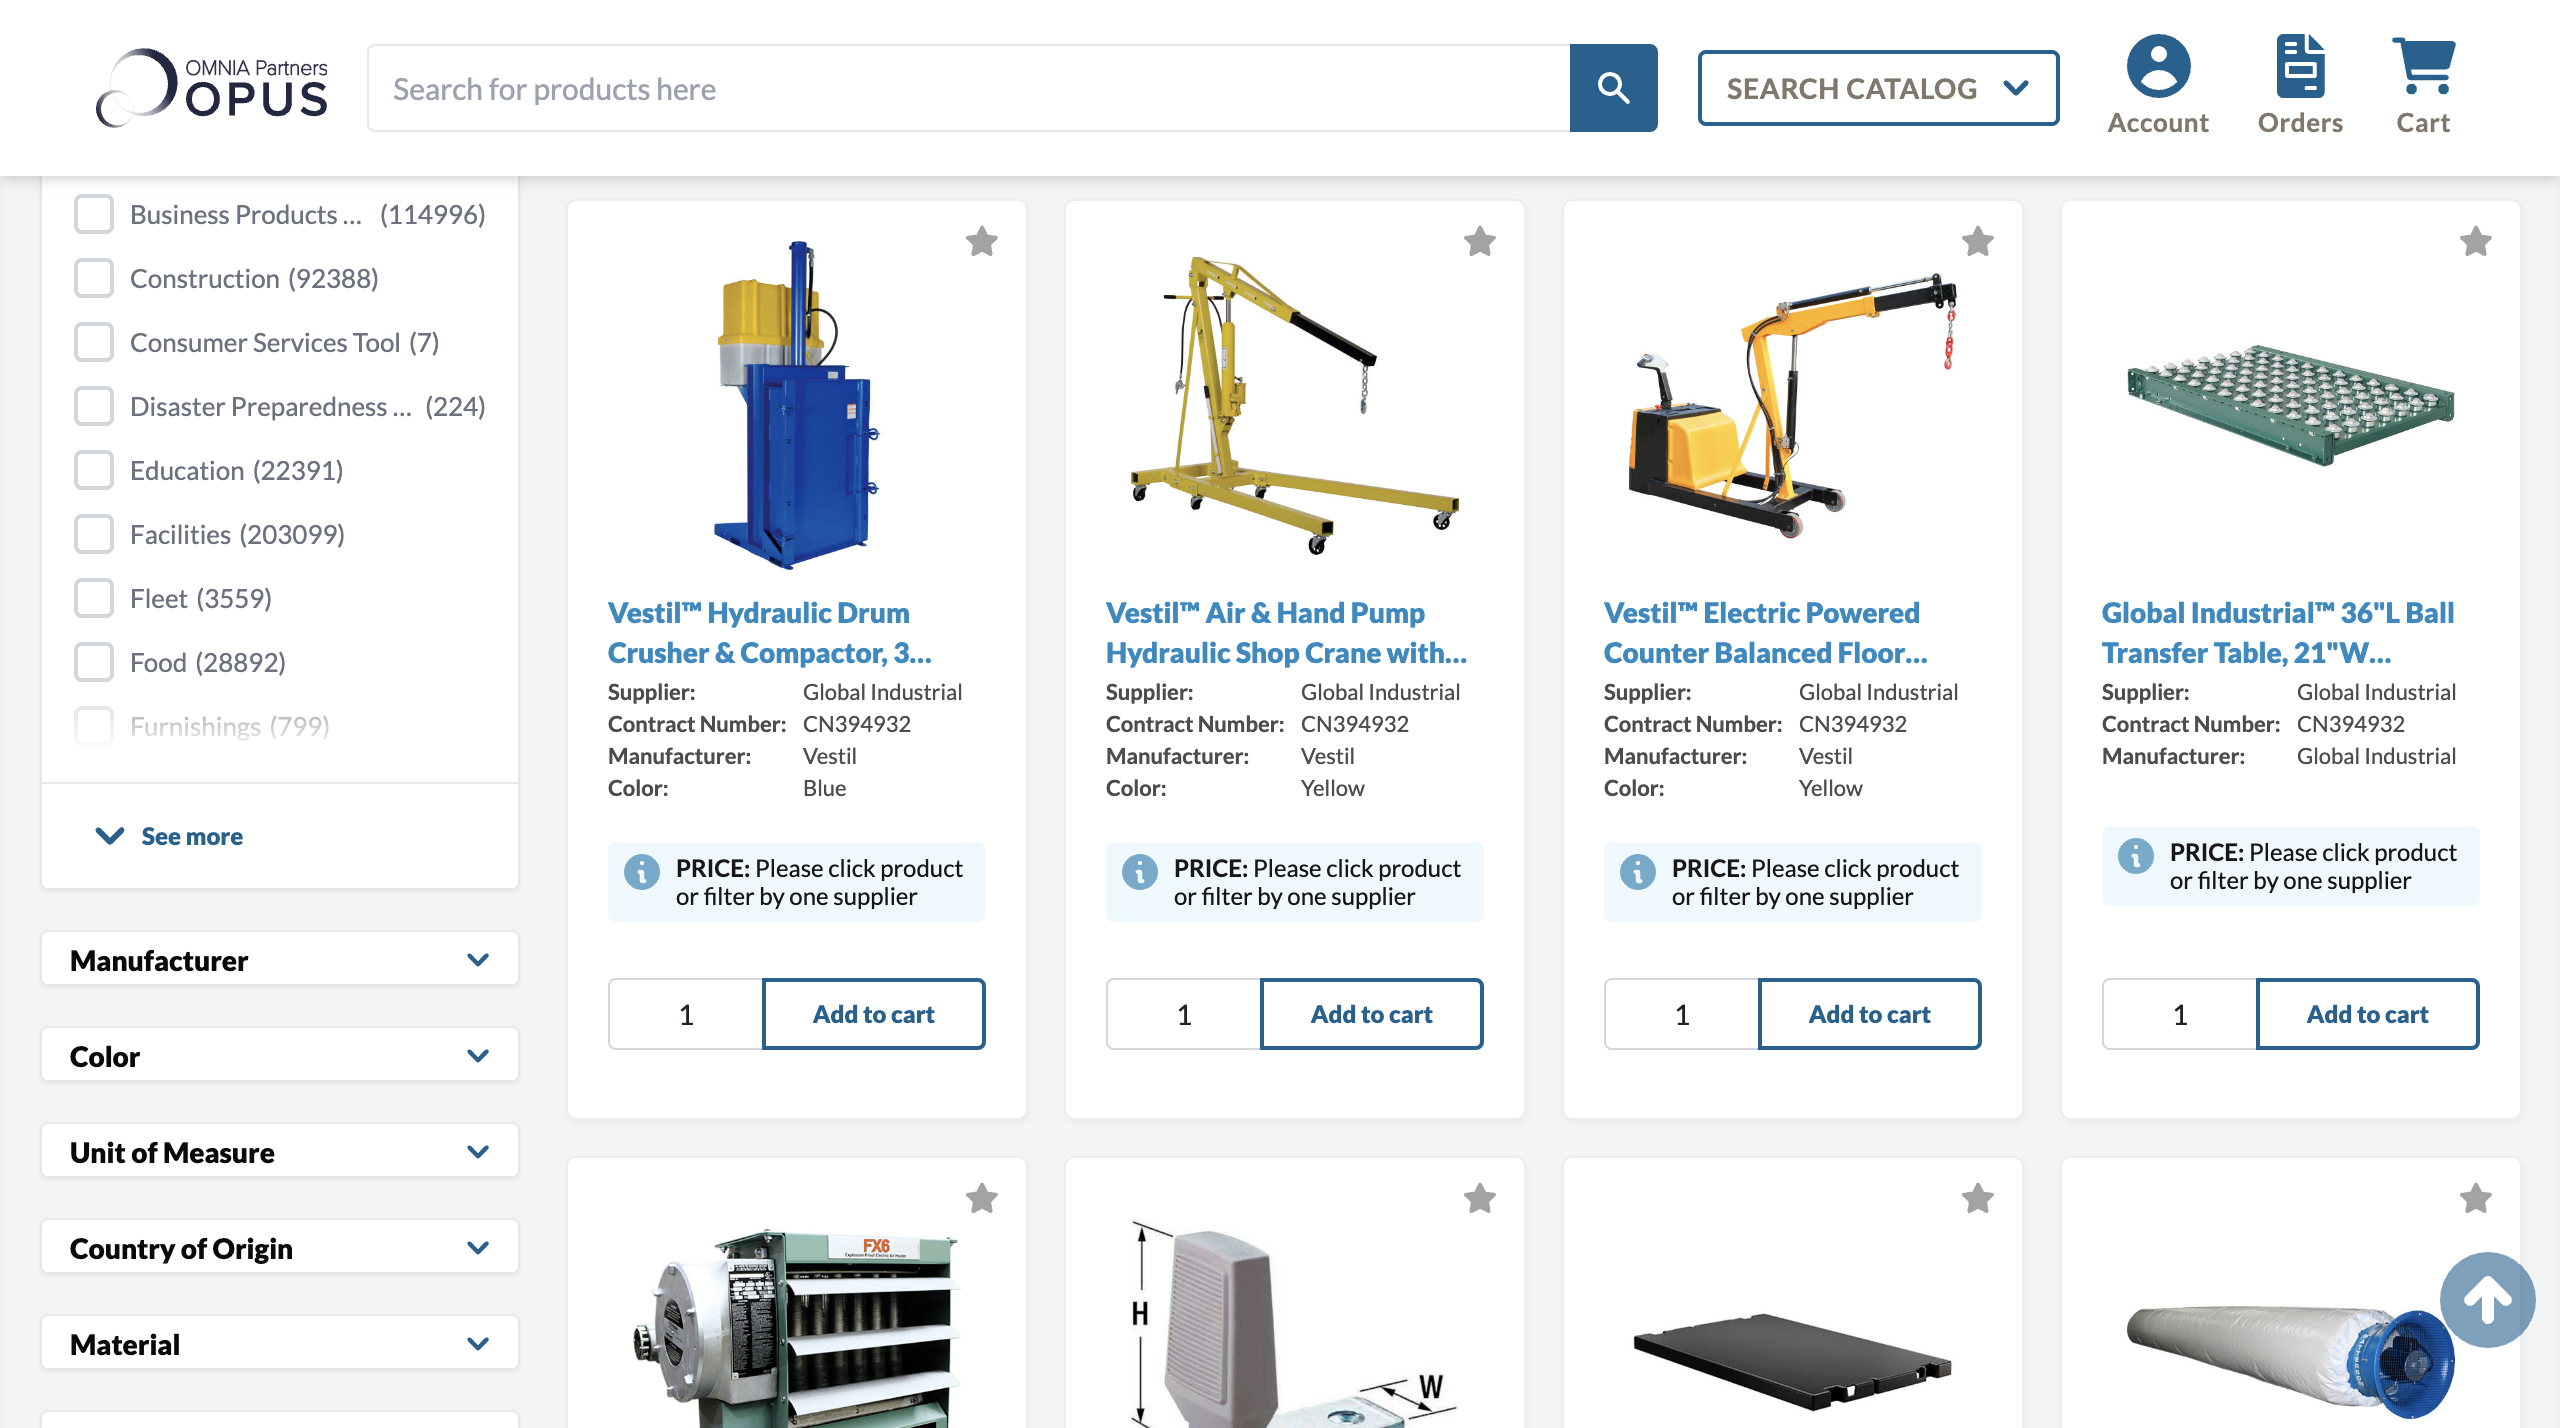 OMNIA Partners
OPUS
Search for products here
SEARCH CATALOG
Account
Orders
Cart
Business Products ... (114996)
Construction (92388)
Consumer Services Tool (7)
Disaster Preparedness ... (224)
Education (22391)
Facilities (203099)
Fleet (3559)
Food (28892)
Furnishings (799)
See more
Manufacturer
Color
Unit of Measure
Country of Origin
Material
Vestil™ Hydraulic Drum
Crusher & Compactor, 3...
Supplier: Global Industrial
Contract Number: CN394932
Manufacturer: Vestil
Color: Blue
PRICE: Please click product
or filter by one supplier
1
Add to cart
Vestil™ Air & Hand Pump
Hydraulic Shop Crane with...
Supplier: Global Industrial
Contract Number: CN394932
Manufacturer: Vestil
Color: Yellow
PRICE: Please click product
or filter by one supplier
1
Add to cart
Vestil™ Electric Powered
Counter Balanced Floor...
Supplier: Global Industrial
Contract Number: CN394932
Manufacturer: Vestil
Color: Yellow
PRICE: Please click product
or filter by one supplier
1
Add to cart
Global Industrial™ 36"L Ball
Transfer Table, 21"W...
Supplier: Global Industrial
Contract Number: CN394932
Manufacturer: Global Industrial
PRICE: Please click product
or filter by one supplier
1
Add to cart
FX6
Explosion-Proof Electric Air Heater
H
W